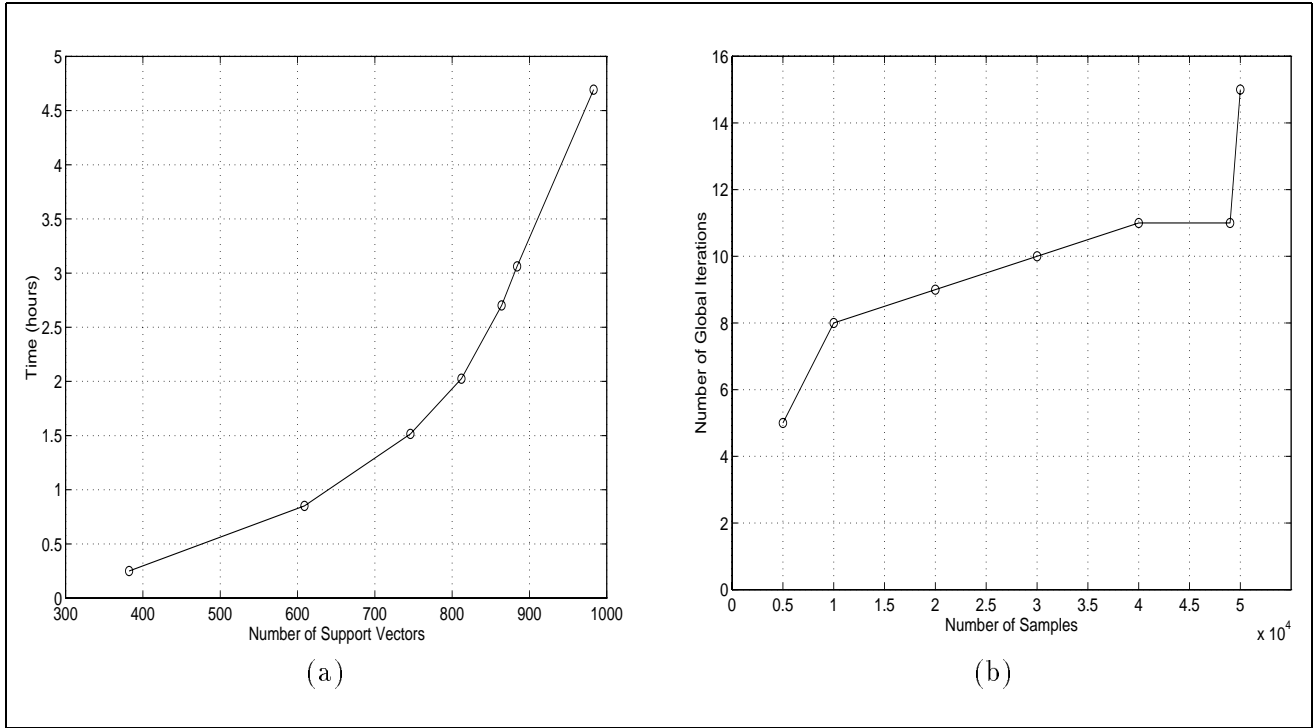 5
4.5
4
3.5
3
2.5
2
1.5
1
0.5
0
Time (hours)
300 400 500 600 700 800 900 1000
Number of Support Vectors
(a)
16
14
12
10
8
6
4
2
0
Number of Global Iterations
0 0.5 1 1.5 2 2.5 3 3.5 4 4.5 5
Number of Samples
x 10⁴
(b)